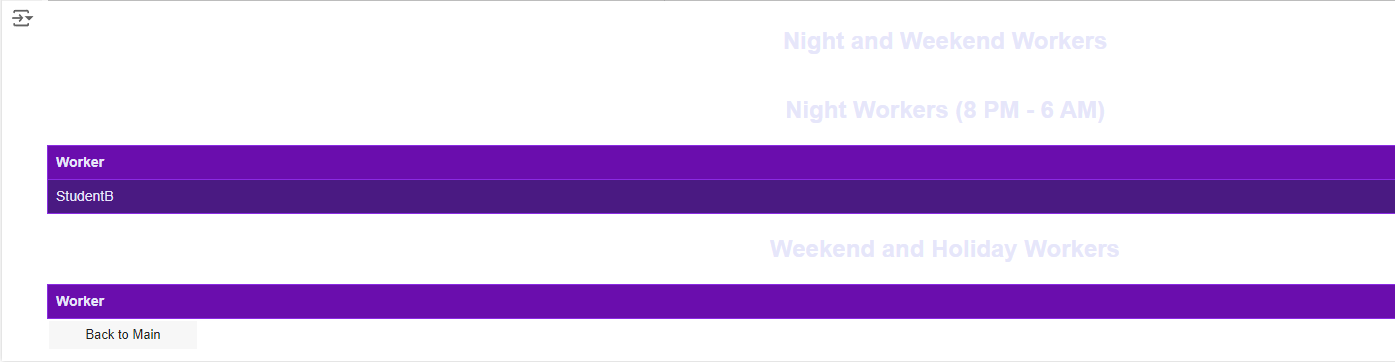 Night and Weekend Workers
Night Workers (8 PM - 6 AM)
Worker
StudentB
Weekend and Holiday Workers
Worker
Back to Main